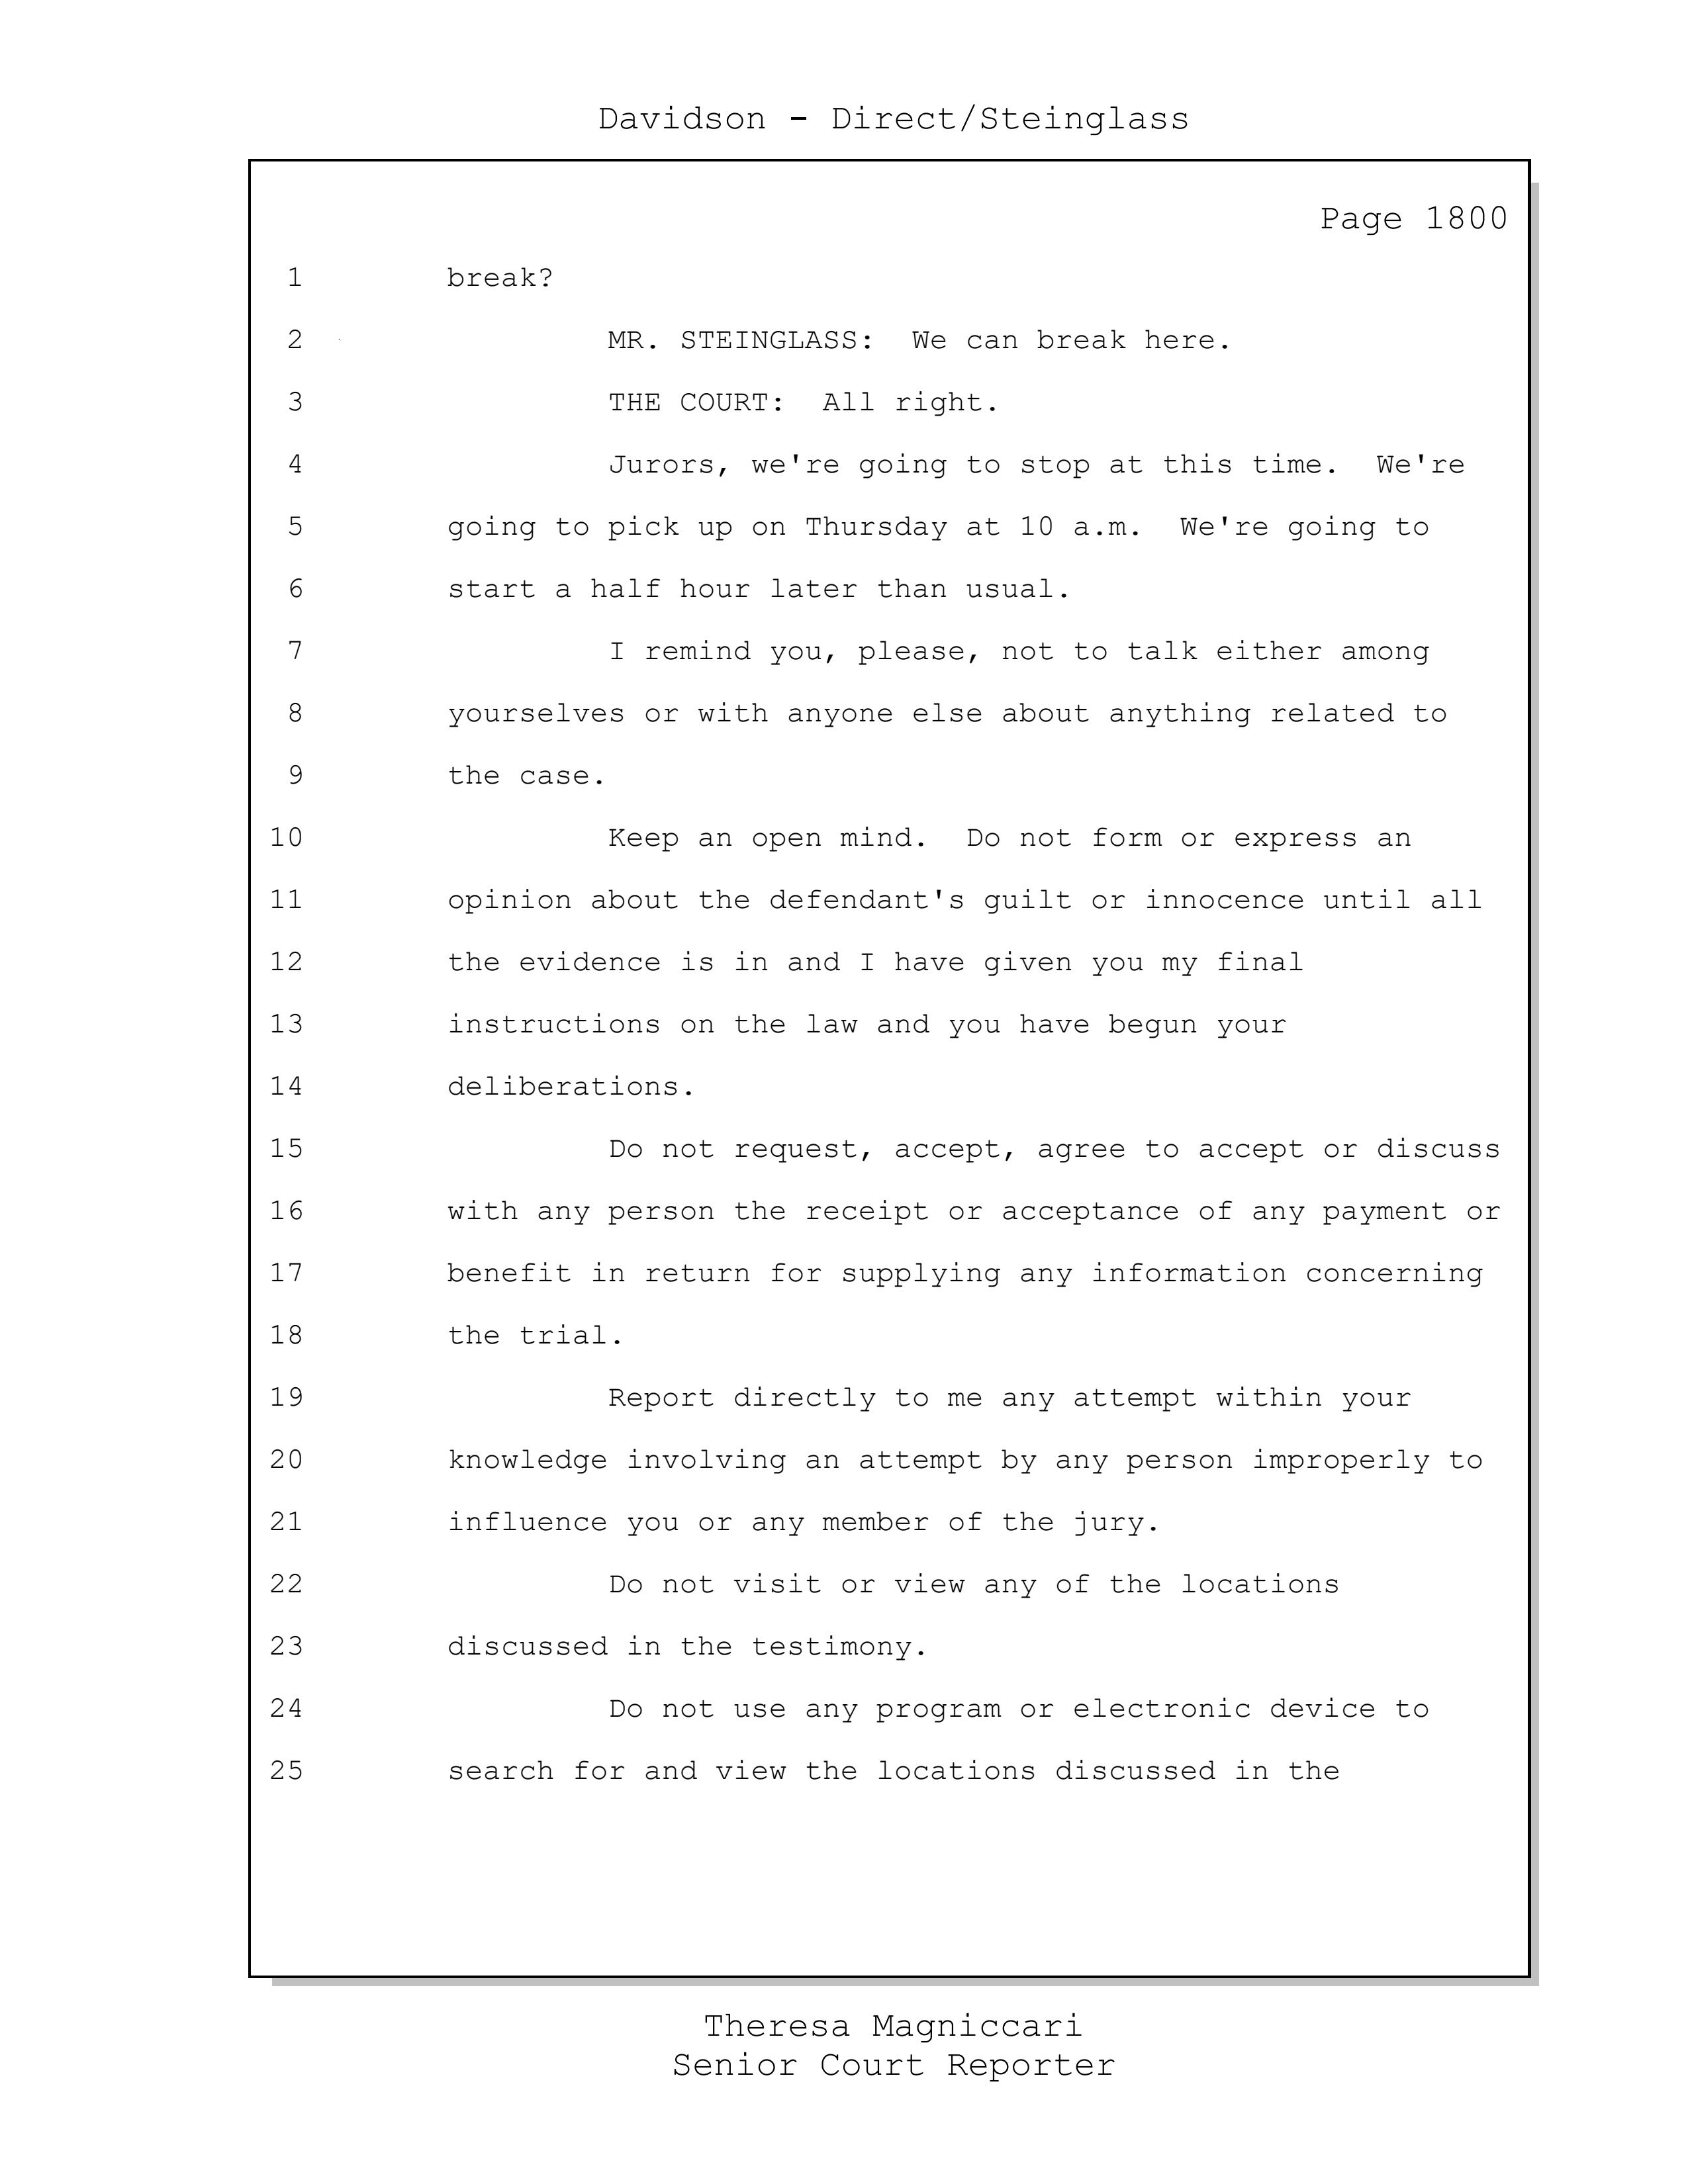 Davidson - Direct/Steinglass
Page 1800
1 break?
2 MR. STEINGLASS: We can break here.
3 THE COURT: All right.
4 Jurors, we're going to stop at this time. We're
5 going to pick up on Thursday at 10 a.m. We're going to
6 start a half hour later than usual.
7 I remind you, please, not to talk either among
8 yourselves or with anyone else about anything related to
9 the case.
10 Keep an open mind. Do not form or express an
11 opinion about the defendant's guilt or innocence until all
12 the evidence is in and I have given you my final
13 instructions on the law and you have begun your
14 deliberations.
15 Do not request, accept, agree to accept or discuss
16 with any person the receipt or acceptance of any payment or
17 benefit in return for supplying any information concerning
18 the trial.
19 Report directly to me any attempt within your
20 knowledge involving an attempt by any person improperly to
21 influence you or any member of the jury.
22 Do not visit or view any of the locations
23 discussed in the testimony.
24 Do not use any program or electronic device to
25 search for and view the locations discussed in the
Theresa Magniccari
Senior Court Reporter